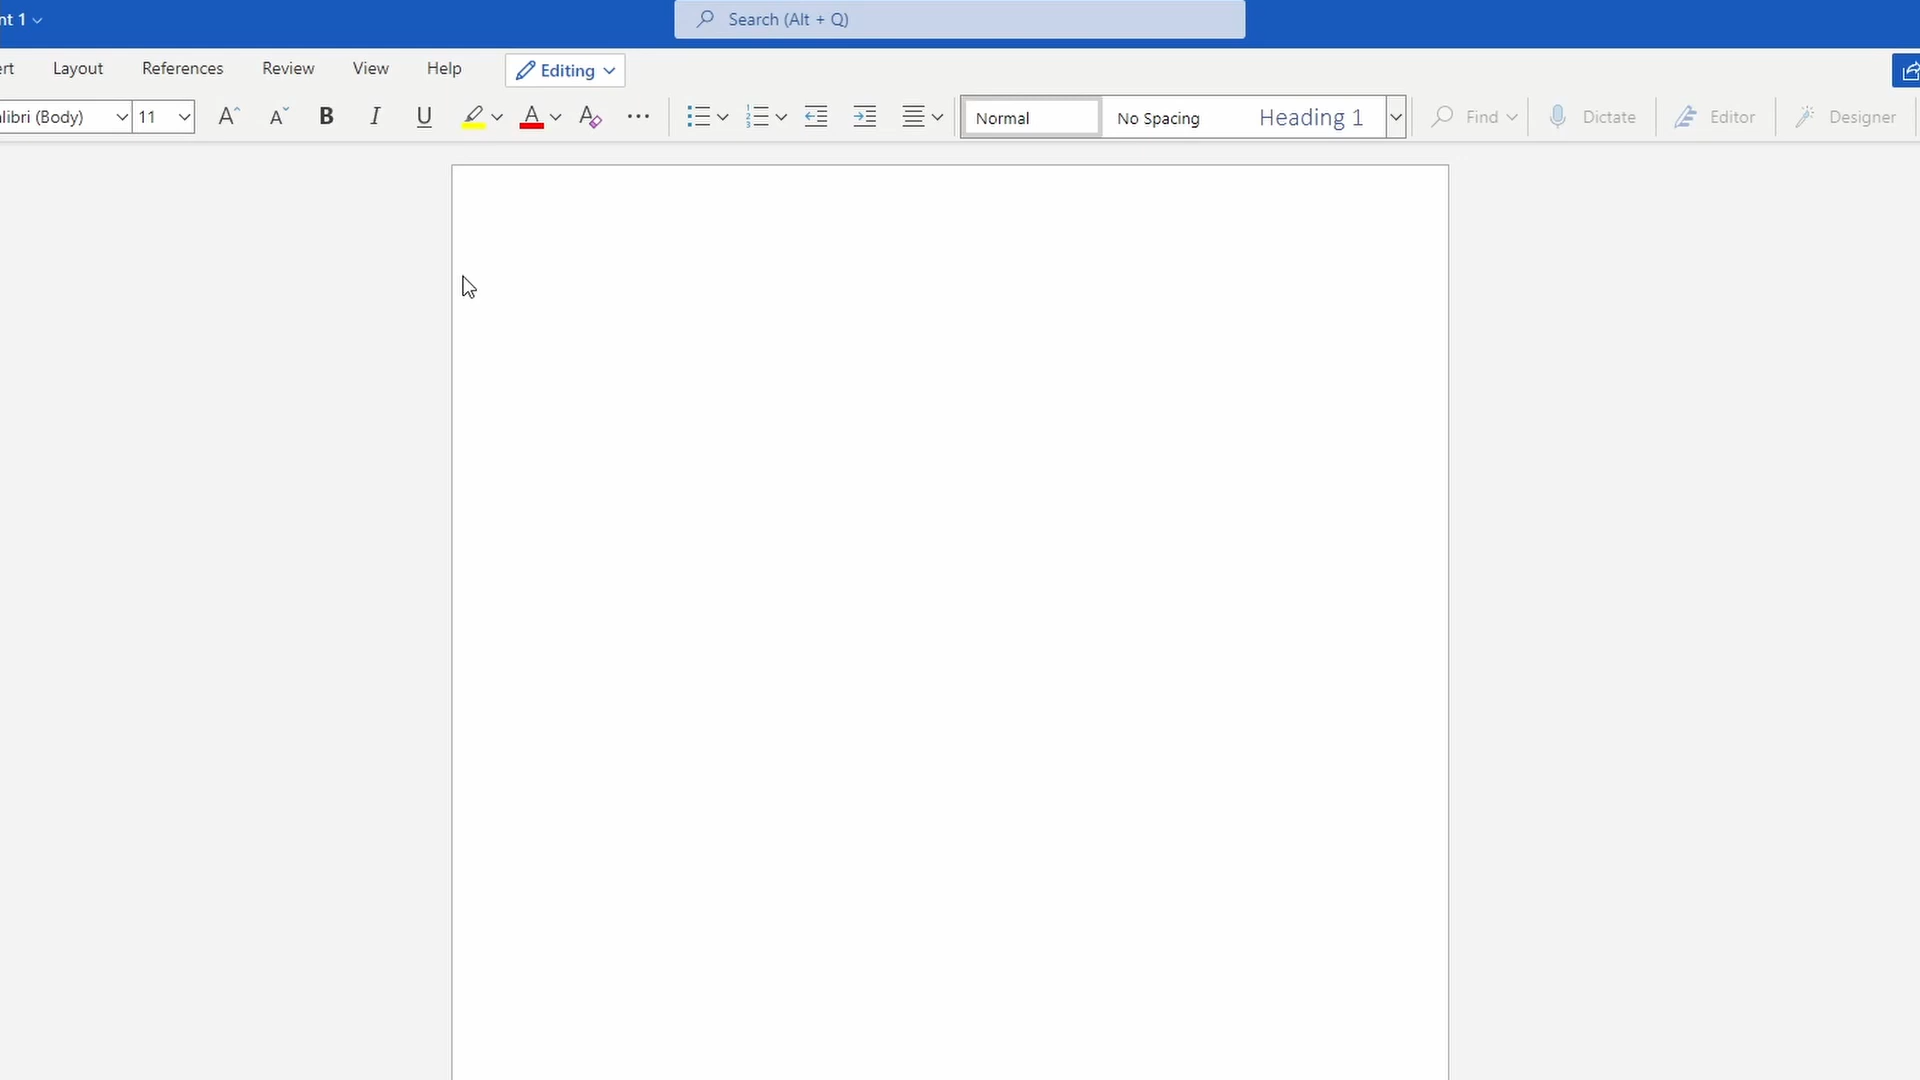 nt 1
Search (Alt + Q)
ert Layout References Review View Help Editing
alibri (Body) 11 A A B I U A A Normal No Spacing Heading 1 Find Dictate Editor Designer